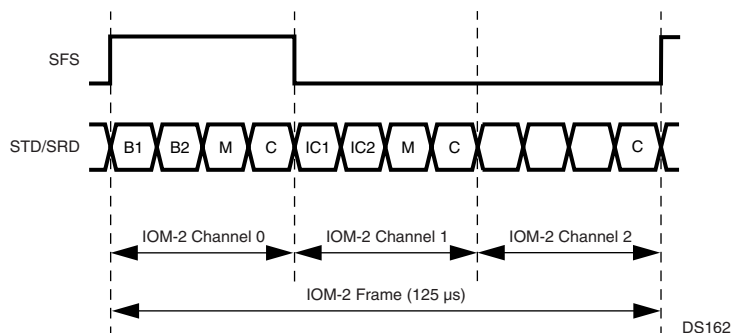 SFS
STD/SRD B1 B2 M C IC1 IC2 M C C
IOM-2 Channel 0 IOM-2 Channel 1 IOM-2 Channel 2
IOM-2 Frame (125 µs)
DS162